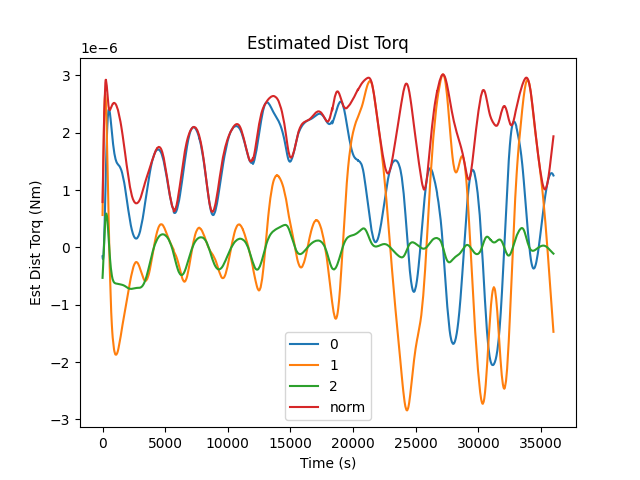 Estimated Dist Torq
1e−6
3
2
1
0
−1
−2
−3
Est Dist Torq (Nm)
0
1
2
norm
0 5000 10000 15000 20000 25000 30000 35000
Time (s)